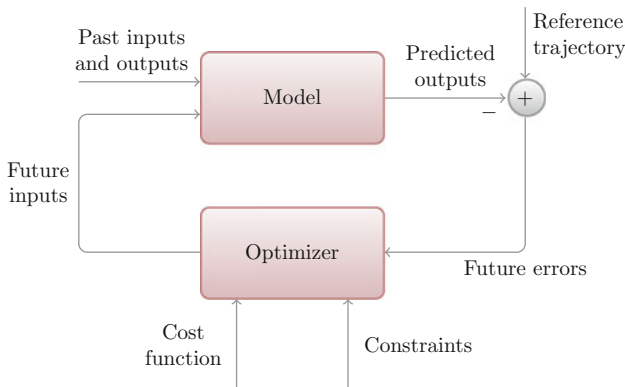 Past inputs
and outputs
Model
Predicted
outputs
Reference
trajectory
+
−
Future
inputs
Optimizer
Future errors
Cost
function
Constraints